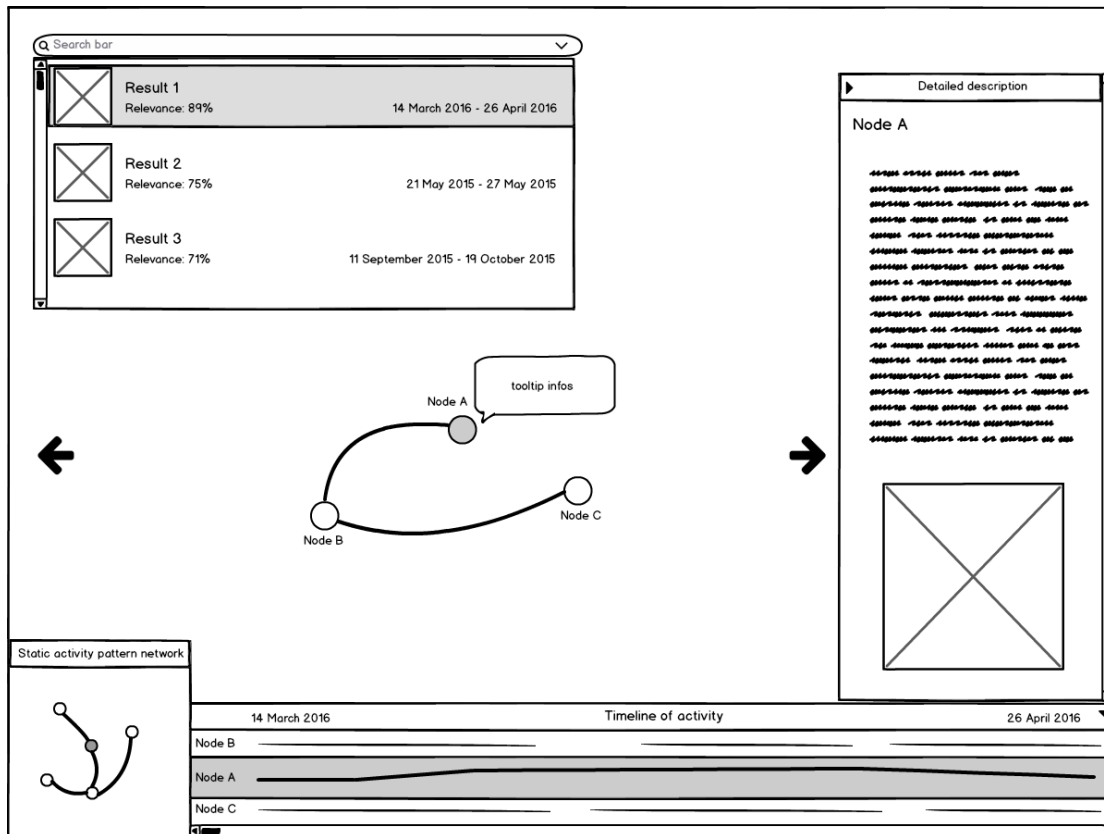 Search bar
Result 1
Relevance: 89% 14 March 2016 - 26 April 2016
Result 2
Relevance: 75% 21 May 2015 - 27 May 2015
Result 3
Relevance: 71% 11 September 2015 - 19 October 2015
Detailed description
Node A
tooltip infos
Node A
Node C
Node B
Static activity pattern network
14 March 2016 Timeline of activity 26 April 2016
Node B
Node A
Node C